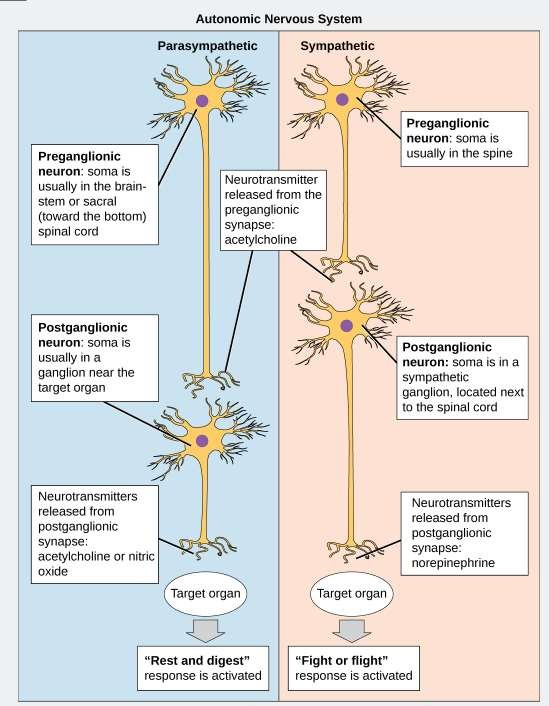 Autonomic Nervous System
Parasympathetic
Sympathetic
Preganglionic
neuron: soma is
usually in the brain-
stem or sacral
(toward the bottom)
spinal cord
Neurotransmitter
released from the
preganglionic
synapse:
acetylcholine
Preganglionic
neuron: soma is
usually in the spine
Postganglionic
neuron: soma is
usually in a
ganglion near the
target organ
Postganglionic
neuron: soma is in a
sympathetic
ganglion, located next
to the spinal cord
Neurotransmitters
released from
postganglionic
synapse:
acetylcholine or nitric
oxide
Neurotransmitters
released from
postganglionic
synapse:
norepinephrine
Target organ
Target organ
“Rest and digest”
response is activated
“Fight or flight”
response is activated